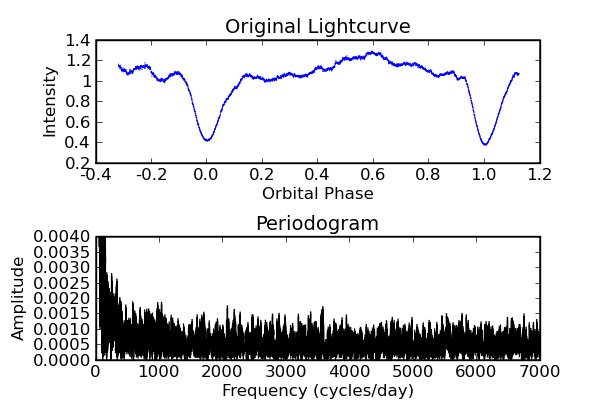 Original Lightcurve
1.4
1.2
1
0.8
0.6
0.4
0.2
Intensity
-0.4 -0.2 0.0 0.2 0.4 0.6 0.8 1.0 1.2
Orbital Phase
Periodogram
0.0040
0.0035
0.0030
0.0025
0.0020
0.0015
0.0010
0.0005
0.0000
Amplitude
0 1000 2000 3000 4000 5000 6000 7000
Frequency (cycles/day)